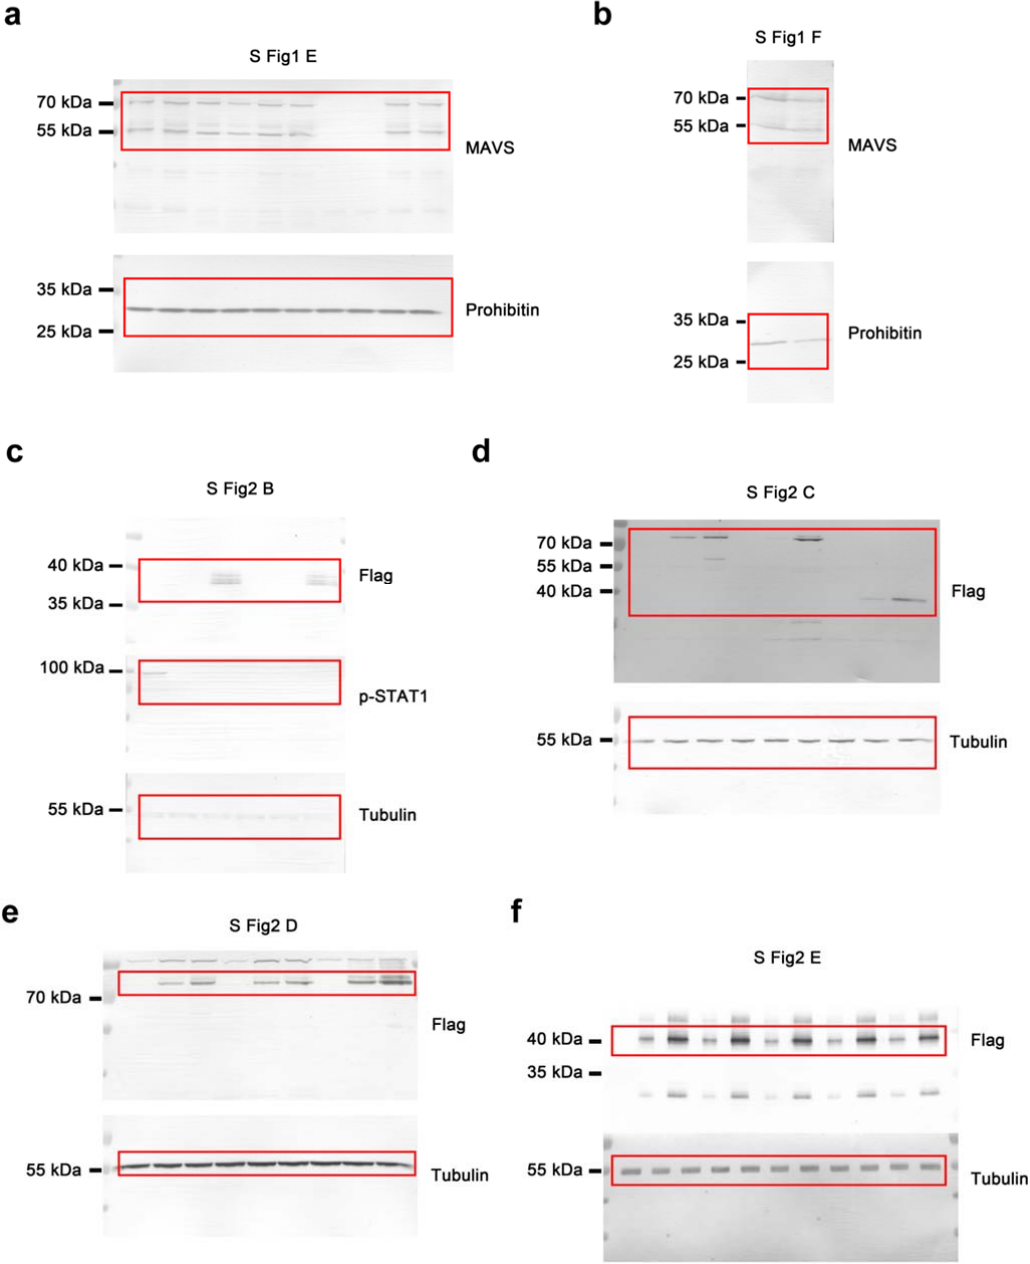 a
S Fig1 E
70 kDa
55 kDa
MAVS
35 kDa
25 kDa
Prohibitin
b
S Fig1 F
70 kDa
55 kDa
MAVS
35 kDa
25 kDa
Prohibitin
c
S Fig2 B
40 kDa
35 kDa
Flag
100 kDa
p-STAT1
55 kDa
Tubulin
d
S Fig2 C
70 kDa
55 kDa
40 kDa
Flag
55 kDa
Tubulin
e
S Fig2 D
70 kDa
Flag
55 kDa
Tubulin
f
S Fig2 E
40 kDa
35 kDa
Flag
55 kDa
Tubulin